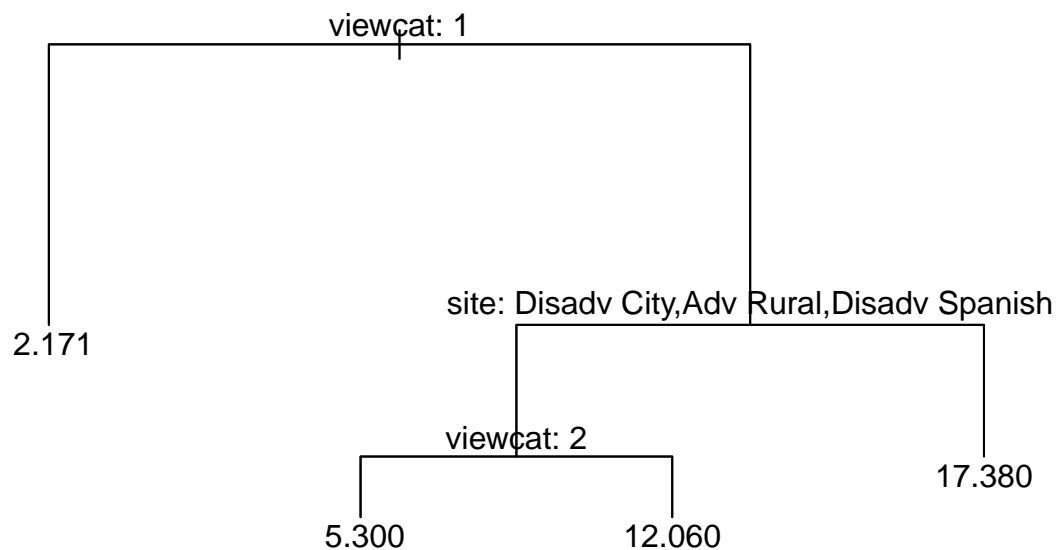 viewcat: 1
site: Disadv City,Adv Rural,Disadv Spanish
2.171
viewcat: 2
17.380
5.300
12.060